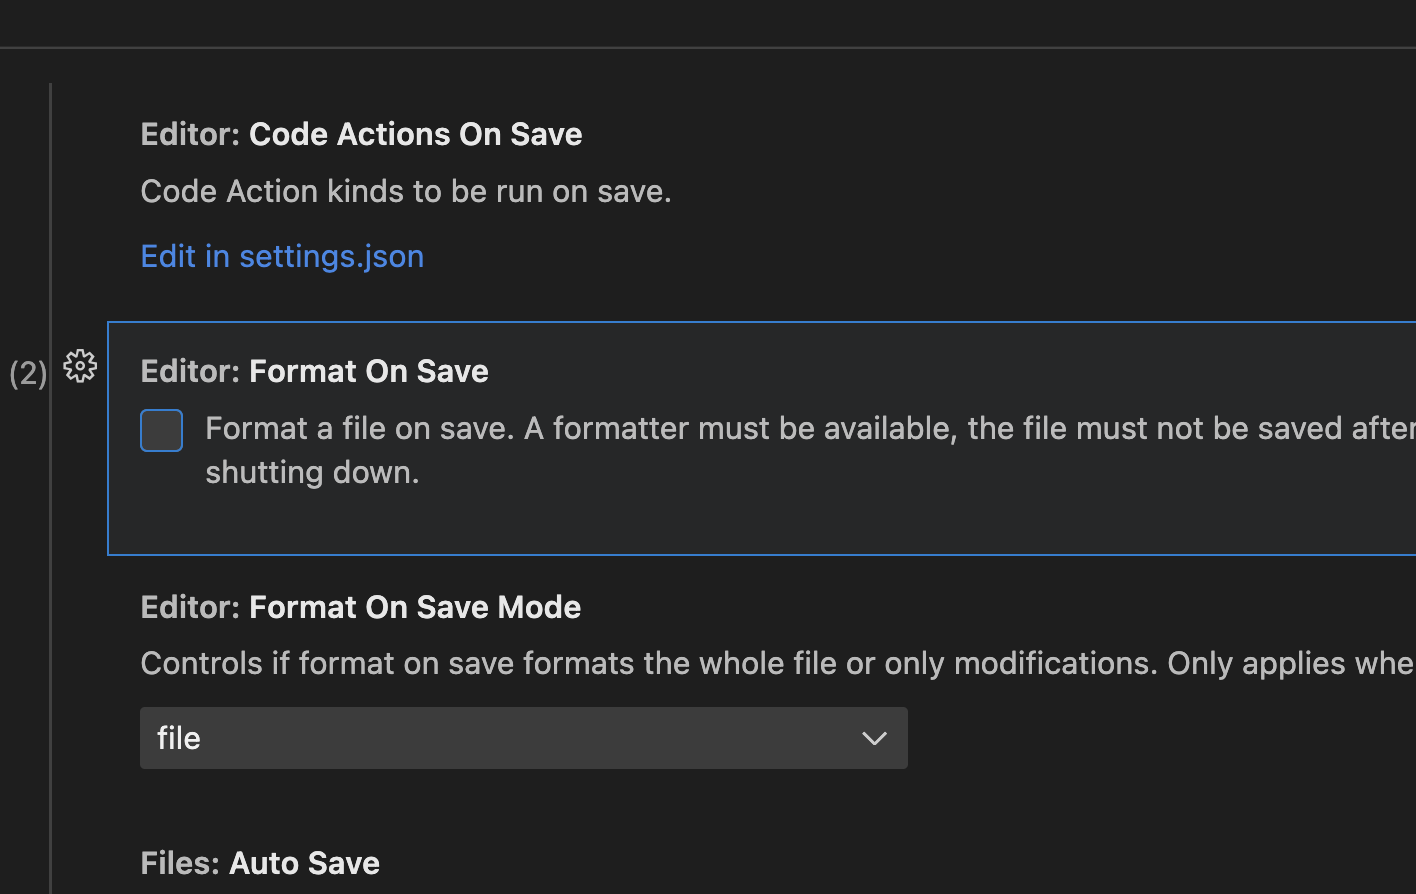 Editor: Code Actions On Save
Code Action kinds to be run on save.
Edit in settings.json
(2)
Editor: Format On Save
Format a file on save. A formatter must be available, the file must not be saved after
shutting down.
Editor: Format On Save Mode
Controls if format on save formats the whole file or only modifications. Only applies whe
file
Files: Auto Save